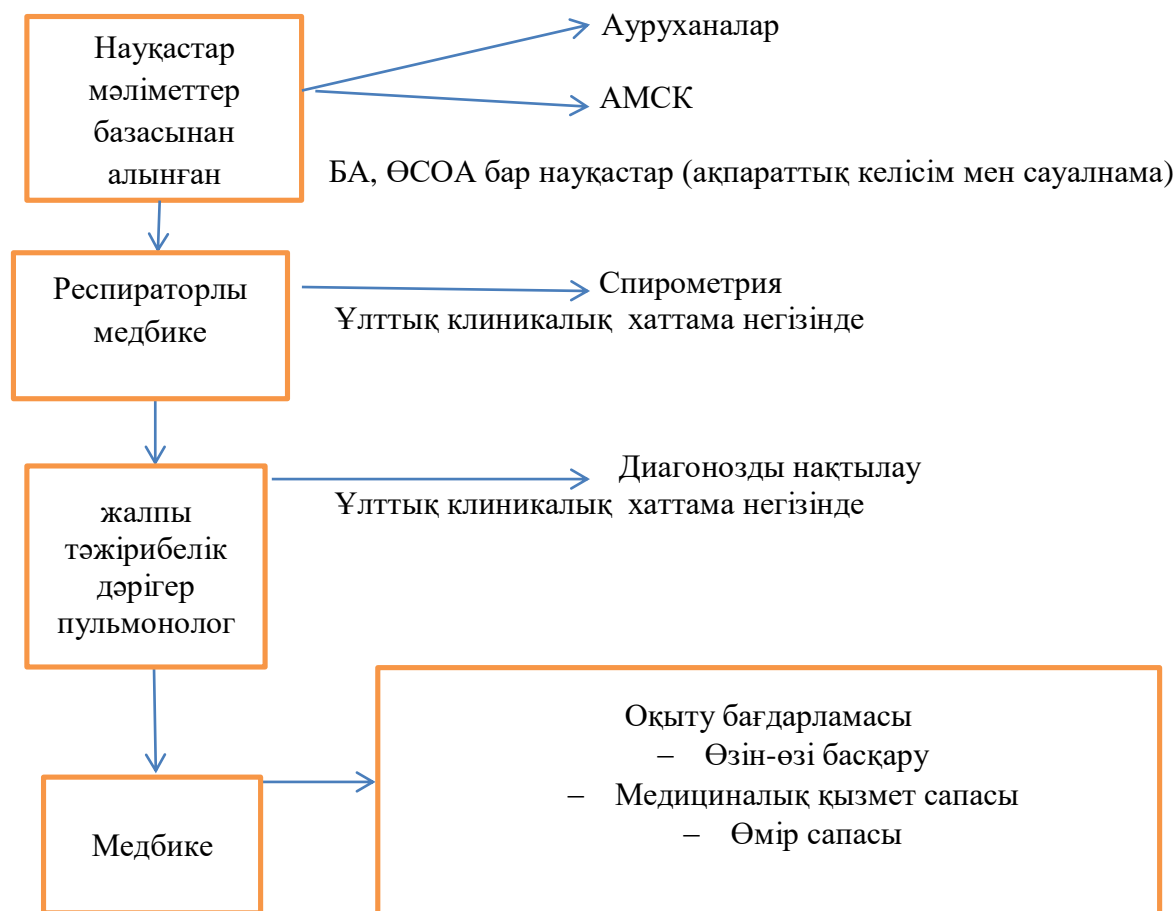 Науқастар
мәліметтер
базасынан
алынған
Ауруханалар
АМСК
БА, ӨСОА бар науқастар (ақпараттық келісім мен сауалнама)
Респираторлы
медбике
Спирометрия
Ұлттық клиникалық хаттама негізінде
жалпы
тәжірибелік
дәрігер
пульмонолог
Диагонозды нақтылау
Ұлттық клиникалық хаттама негізінде
Медбике
Оқыту бағдарламасы
– Өзін-өзі басқару
– Медициналық қызмет сапасы
– Өмір сапасы